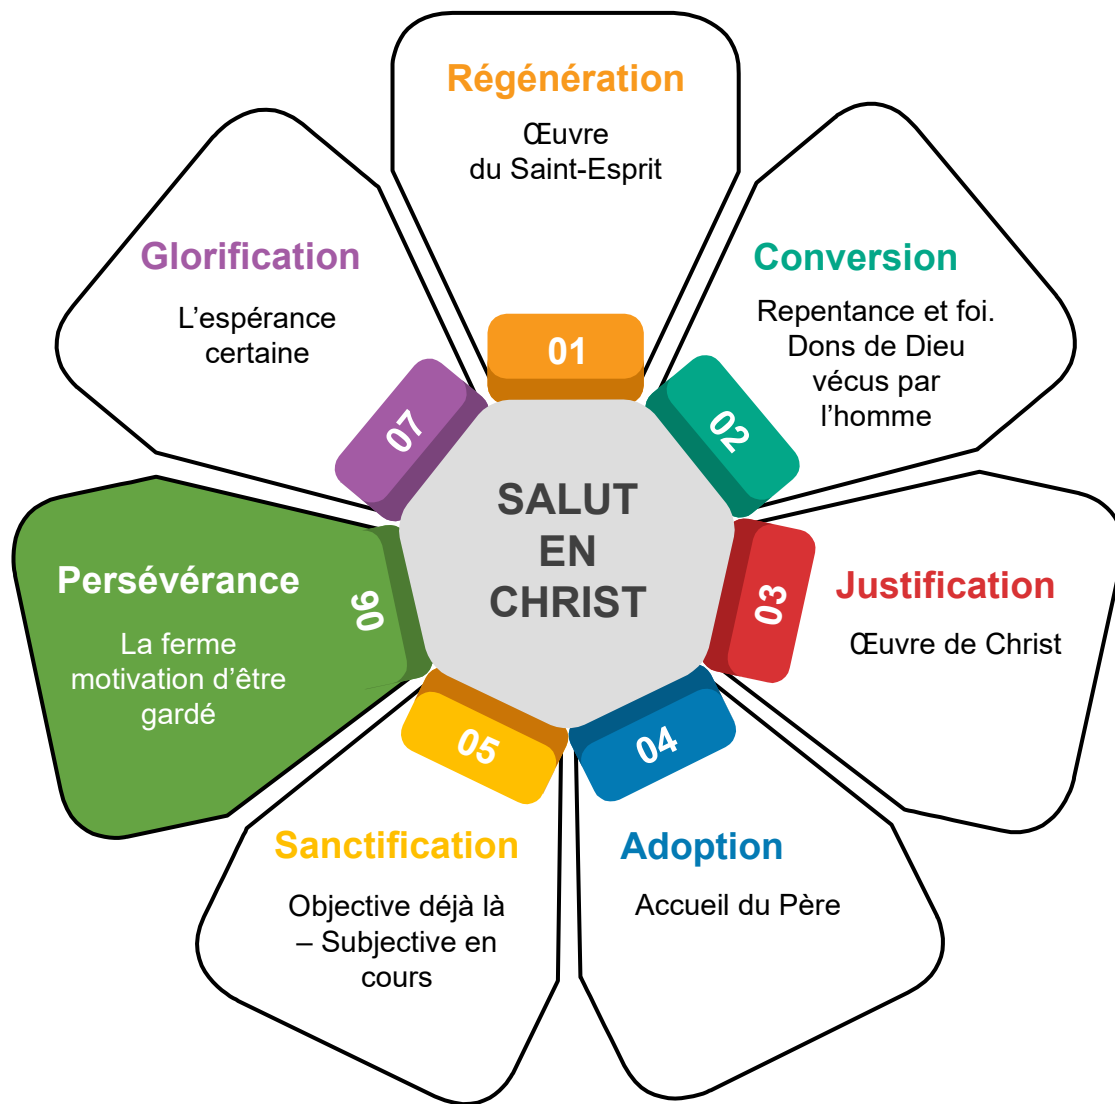 SALUT
EN
CHRIST
01
Régénération
Œuvre
du Saint-Esprit
02
Conversion
Repentance et foi.
Dons de Dieu
vécus par
l’homme
03
Justification
Œuvre de Christ
04
Adoption
Accueil du Père
05
Sanctification
Objective déjà là
– Subjective en
cours
06
Persévérance
La ferme
motivation d’être
gardé
07
Glorification
L’espérance
certaine